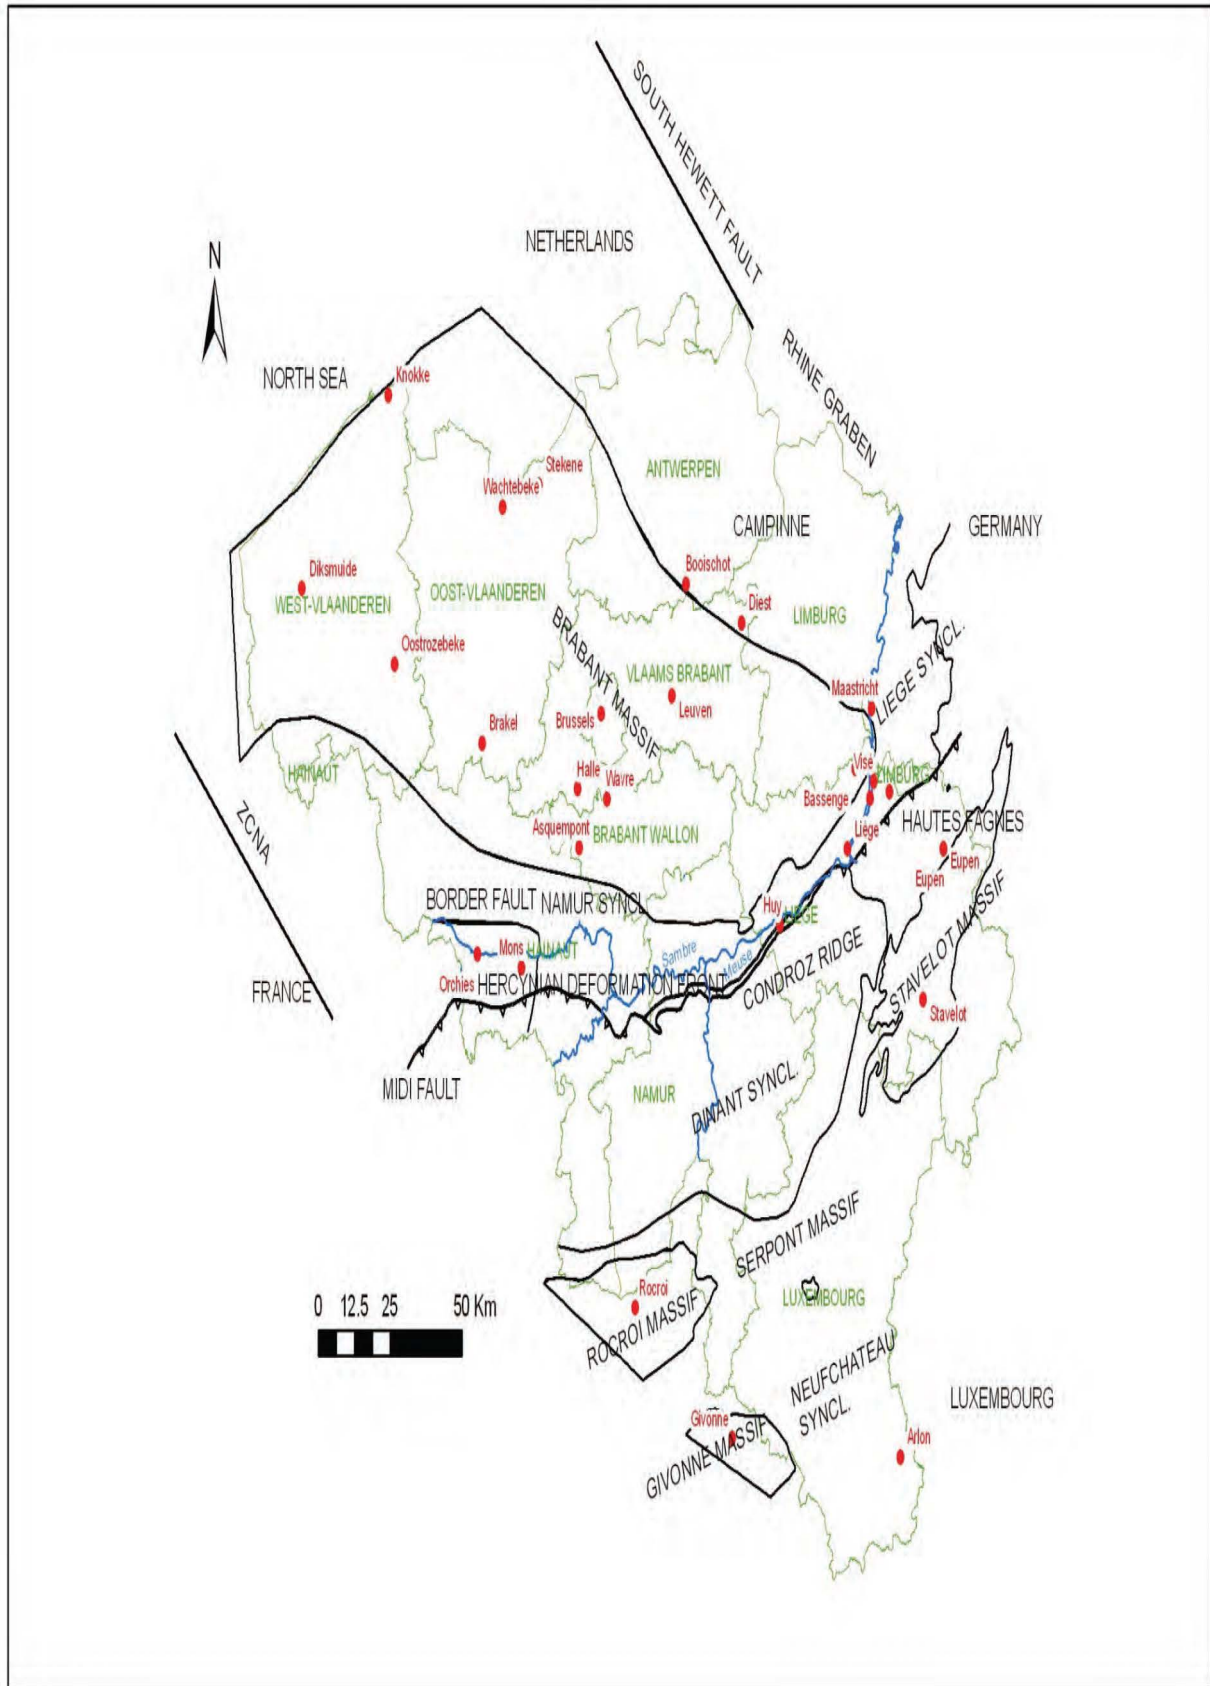 SOUTH HEWETT FAULT
NETHERLANDS
N
RHINE GRABEN
NORTH SEA
Knokke
Stekene
ANTWERPEN
Wachtebeke
CAMPINNE
GERMANY
Booischot
Diksmuide
WEST-VLAANDEREN
OOST-VLAANDEREN
Diest
LIMBURG
BRABANT MASSIF
Oostrozebeke
VLAAMS BRABANT
LIEGE SYNCL.
Maastricht
Leuven
Brussels
Brakel
HAINAUT
Halle
Wavre
Vise
LIMBURG
Bassenge
ZCNA
Asquempont
BRABANT WALLON
Liège
HAUTES FAGNES
Eupen
Eupen
BORDER FAULT
NAMUR SYNCL.
Huy
LIEGE
STAVELOT MASSIF
Mons
HAINAUT
Sambre
Meuse
CONDROZ RIDGE
Orchies
HERCYNIAN DEFORMATION FRONT
FRANCE
Stavelot
MIDI FAULT
NAMUR
DINANT SYNCL.
SERPONT MASSIF
Rocroi
ROCROI MASSIF
LUXEMBOURG
0 12.5 25 50 Km
NEUFCHATEAU
SYNCL.
LUXEMBOURG
Givonne
GIVONNE MASSIF
Arlon